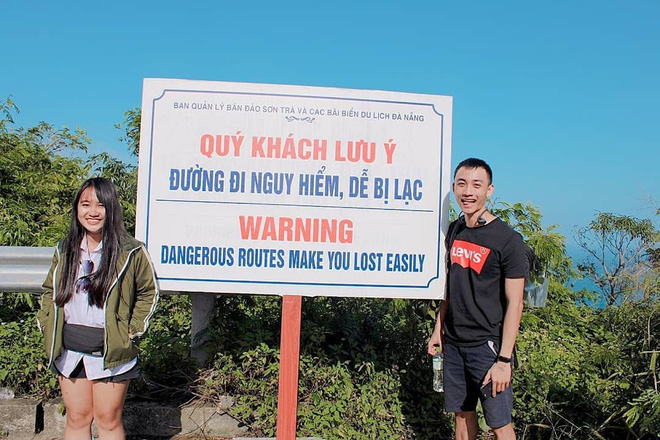 BAN QUẢN LÝ BÁN ĐẢO SƠN TRÀ VÀ CÁC BÃI BIỂN DU LỊCH ĐÀ NẴNG
QUÝ KHÁCH LƯU Ý
ĐƯỜNG ĐI NGUY HIỂM, DỄ BỊ LẠC
WARNING
DANGEROUS ROUTES MAKE YOU LOST EASILY
Levi's